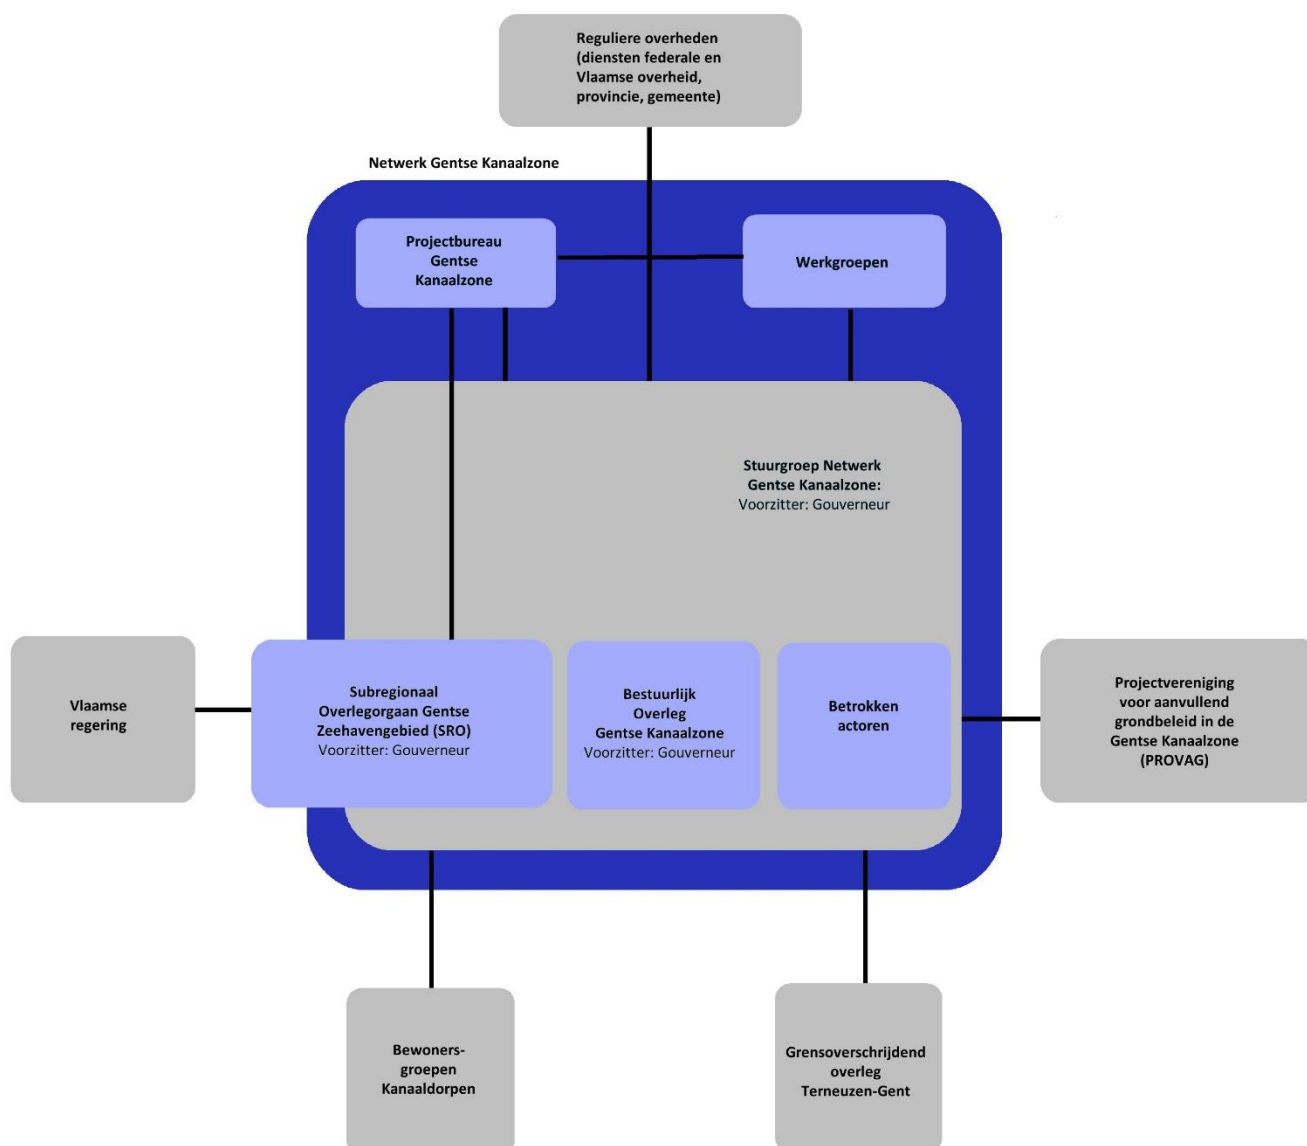 Reguliere overheden
(diensten federale en
Vlaamse overheid,
provincie, gemeente)
Netwerk Gentse Kanaalzone
Projectbureau
Gentse
Kanaalzone
Werkgroepen
Stuurgroep Netwerk
Gentse Kanaalzone:
Voorzitter: Gouverneur
Vlaamse
regering
Subregionaal
Overlegorgaan Gentse
Zeehavengebied (SRO)
Voorzitter: Gouverneur
Bestuurlijk
Overleg
Gentse Kanaalzone
Voorzitter: Gouverneur
Betrokken
actoren
Projectvereniging
voor aanvullend
grondbeleid in de
Gentse Kanaalzone
(PROVAG)
Bewoners-
groepen
Kanaaldorpen
Grensoverschrijdend
overleg
Terneuzen-Gent